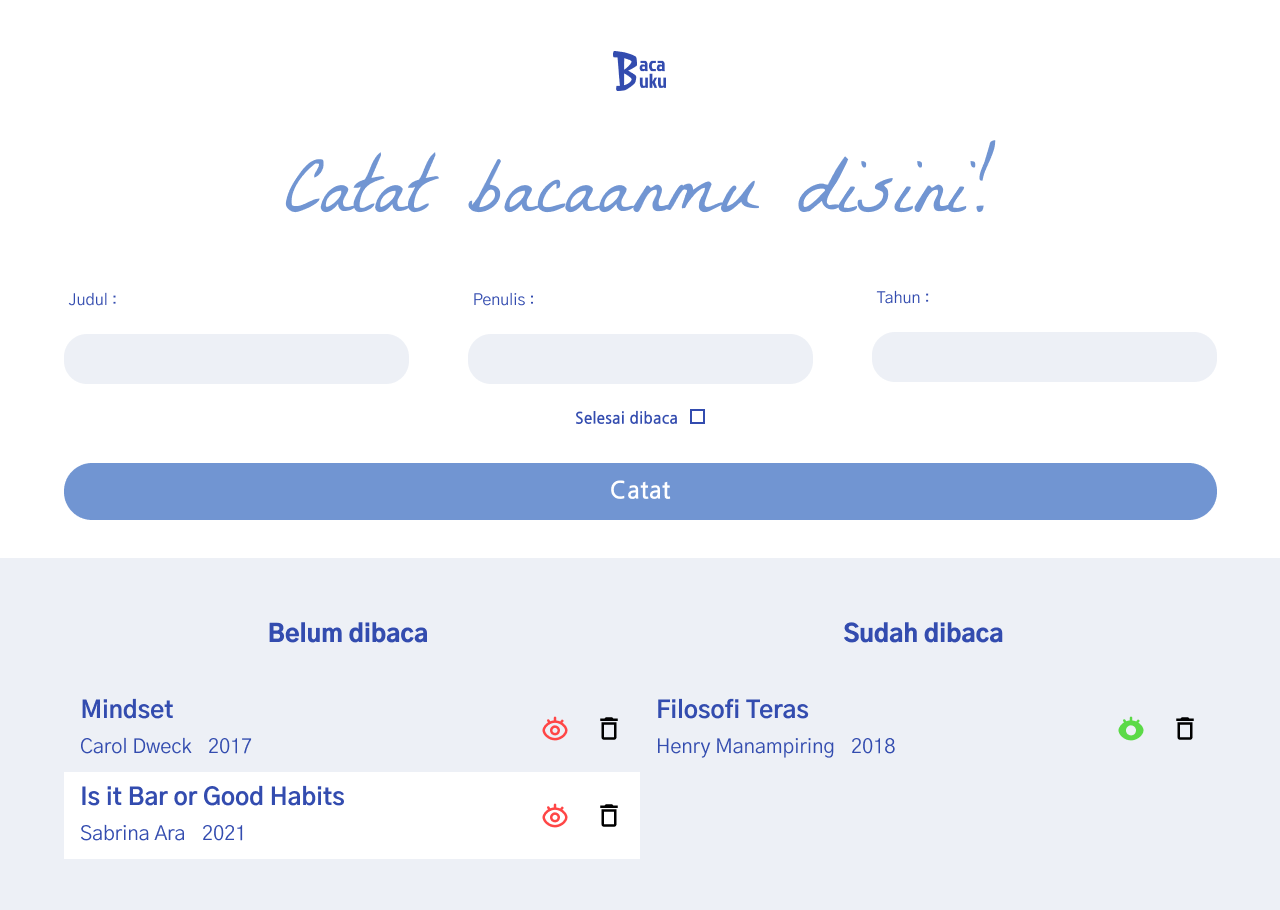 Baca
Buku
Catat bacaanmu disini!
Judul :
Penulis :
Tahun :
Selesai dibaca
Catat
Belum dibaca
Mindset
Carol Dweck 2017
Is it Bar or Good Habits
Sabrina Ara 2021
Sudah dibaca
Filosofi Teras
Henry Manampiring 2018